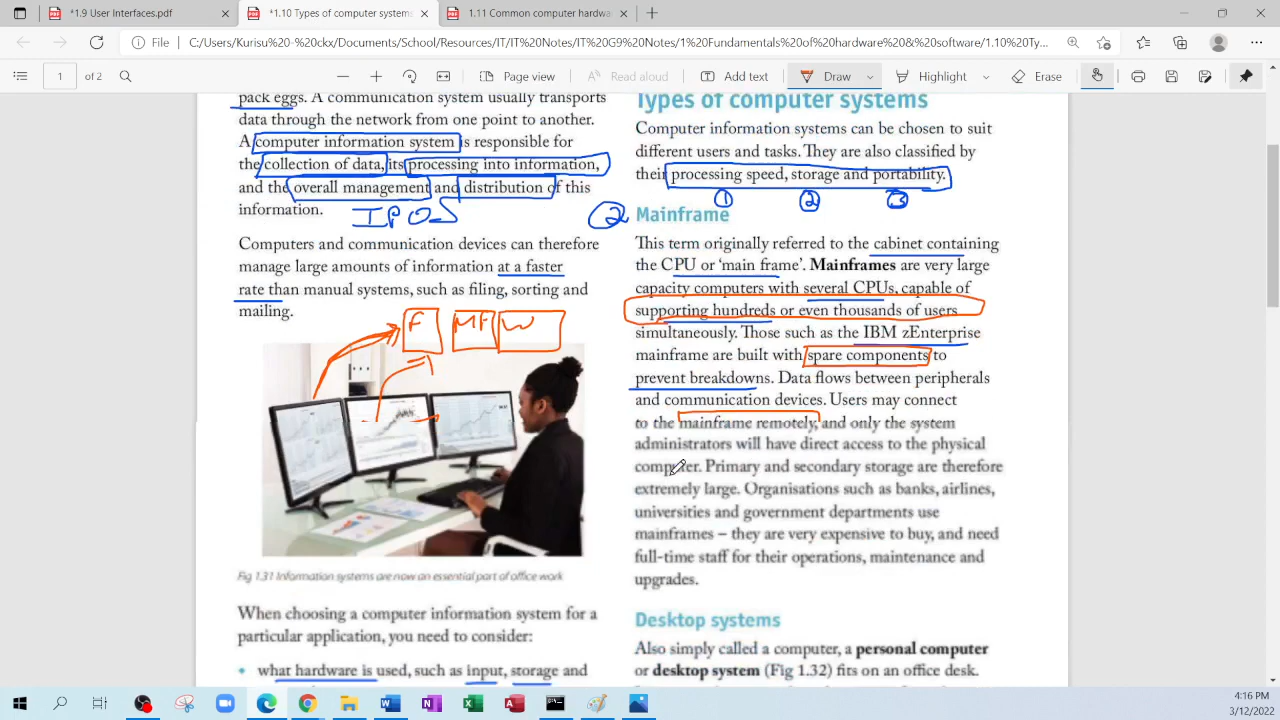 *1.9 User Interfaces.pdf
*1.10 Types of computer systems
1.11 Common computer hardwa
File
C:/Users/Kurisu%20-%20ckx/Documents/School/Resources/IT/IT%20Notes/IT%20G9%20Notes/1%20Fundamentals%20of%20hardware%20&%20software/1.10%20Ty...
1
of 2
Page view
Read aloud
Add text
Draw
Highlight
Erase
pack eggs. A communication system usually transports
data through the network from one point to another.
A computer information system is responsible for
the collection of data, its processing into information,
and the overall management and distribution of this
information.
IPOS
Computers and communication devices can therefore
manage large amounts of information at a faster
rate than manual systems, such as filing, sorting and
mailing.
F MF W
Fig 1.31 Information systems are now an essential part of office work
When choosing a computer information system for a
particular application, you need to consider:
what hardware is used, such as input, storage and
Types of computer systems
Computer information systems can be chosen to suit
different users and tasks. They are also classified by
their processing speed, storage and portability.
1 2 3
2
Mainframe
This term originally referred to the cabinet containing
the CPU or ‘main frame’. Mainframes are very large
capacity computers with several CPUs, capable of
supporting hundreds or even thousands of users
simultaneously. Those such as the IBM zEnterprise
mainframe are built with spare components to
prevent breakdowns. Data flows between peripherals
and communication devices. Users may connect
to the mainframe remotely, and only the system
administrators will have direct access to the physical
computer. Primary and secondary storage are therefore
extremely large. Organisations such as banks, airlines,
universities and government departments use
mainframes – they are very expensive to buy, and need
full-time staff for their operations, maintenance and
upgrades.
Desktop systems
Also simply called a computer, a personal computer
or desktop system (Fig 1.32) fits on an office desk.
4:16 PM
3/12/2022